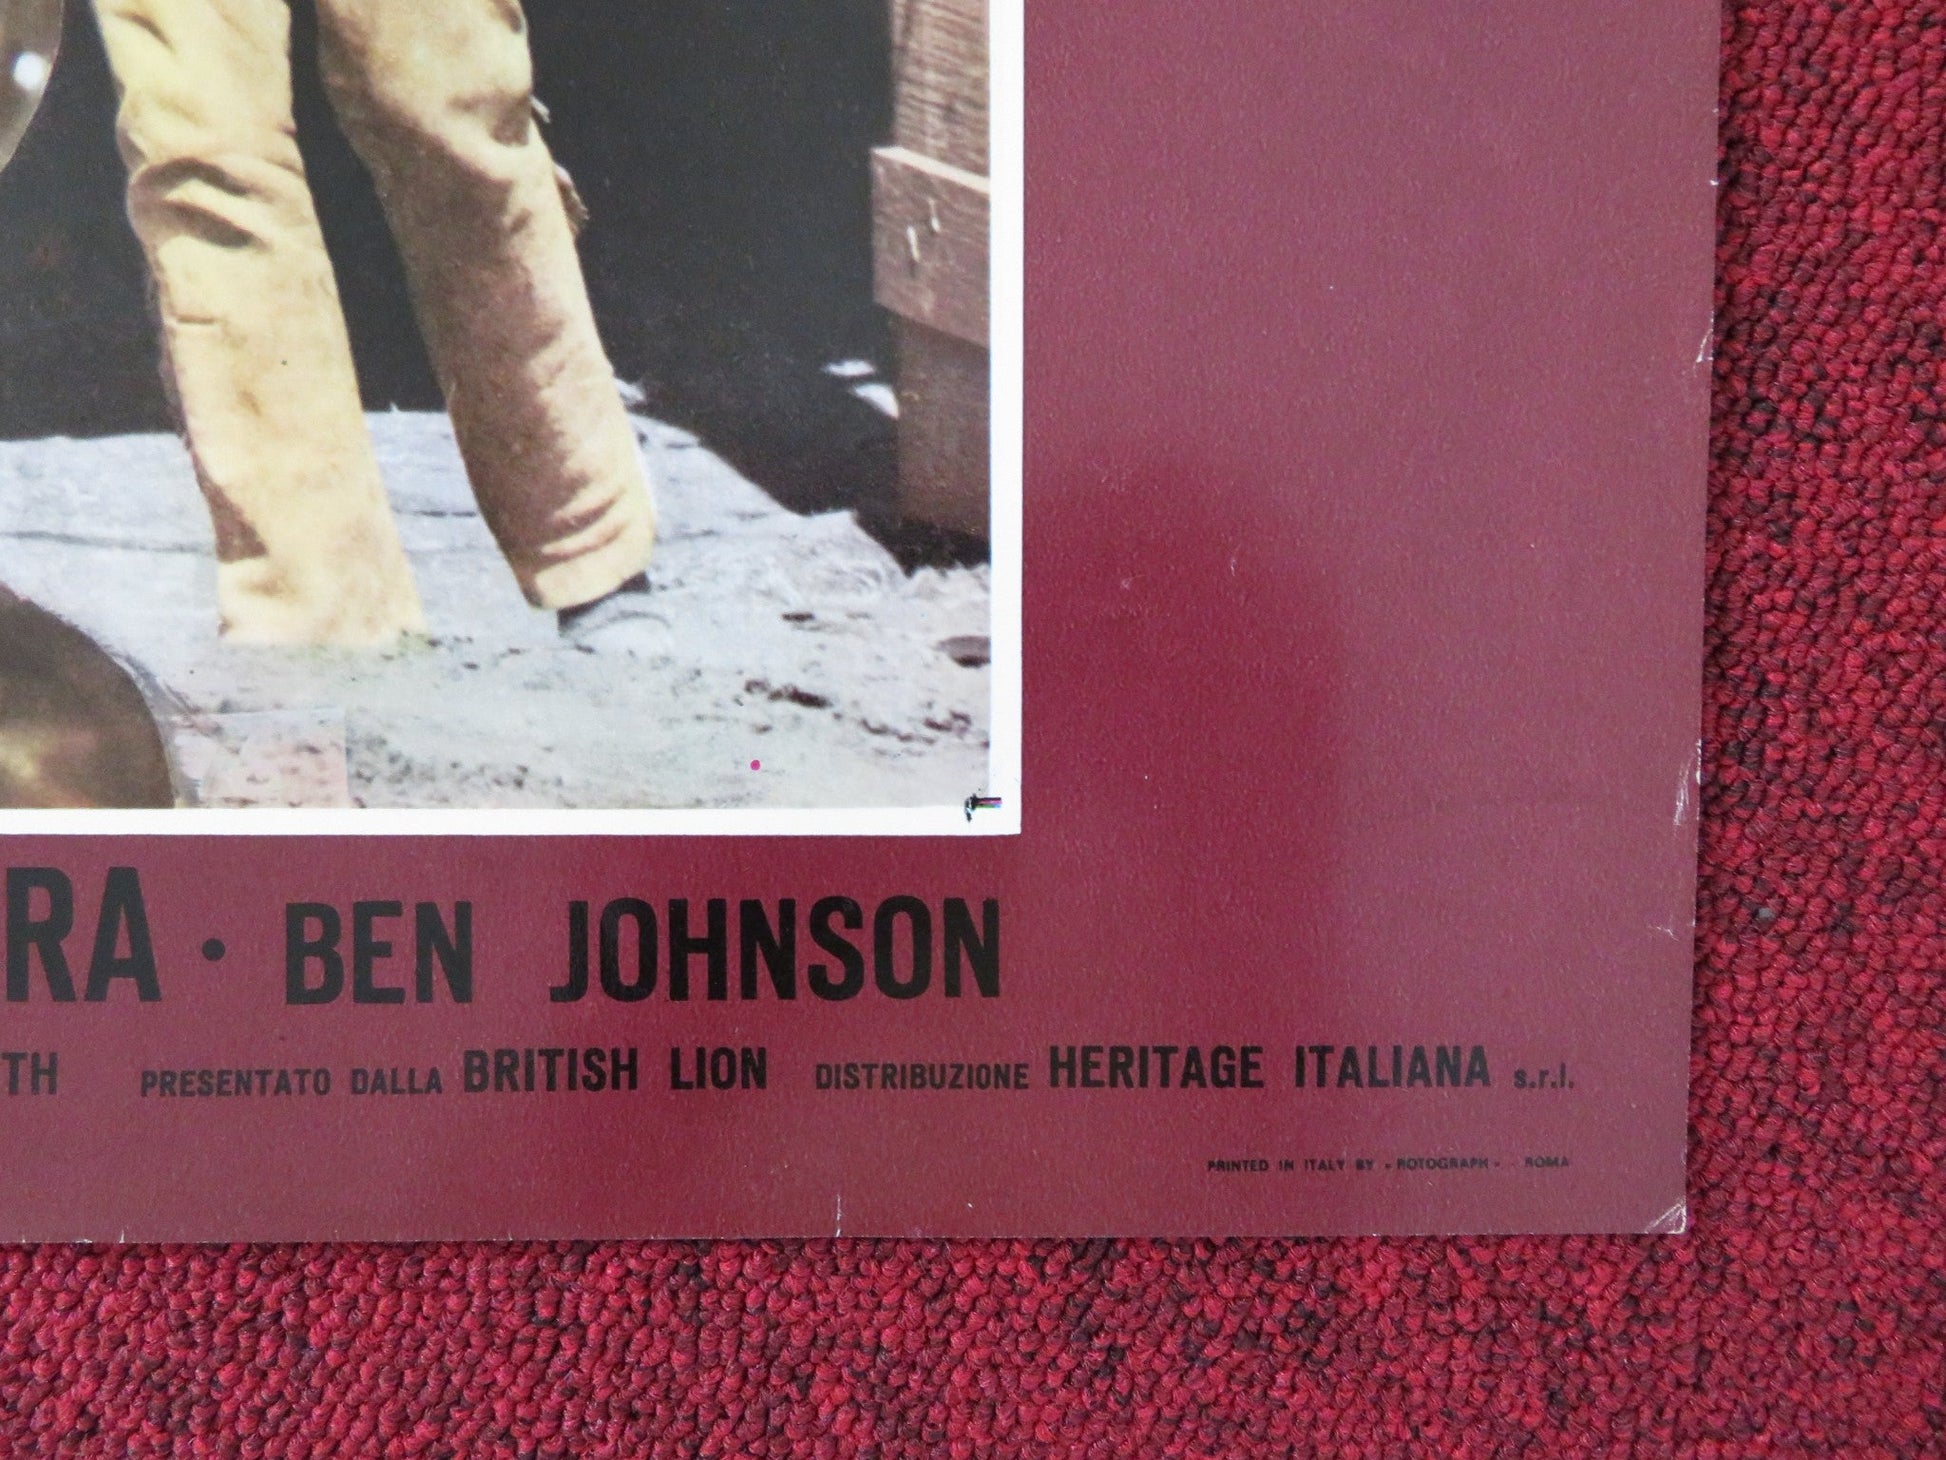 RA • BEN JOHNSON
TH PRESENTATO DALLA BRITISH LION DISTRIBUZIONE HERITAGE ITALIANA s.r.l.
PRINTED IN ITALY BY « ROTOGRAPH » - ROMA